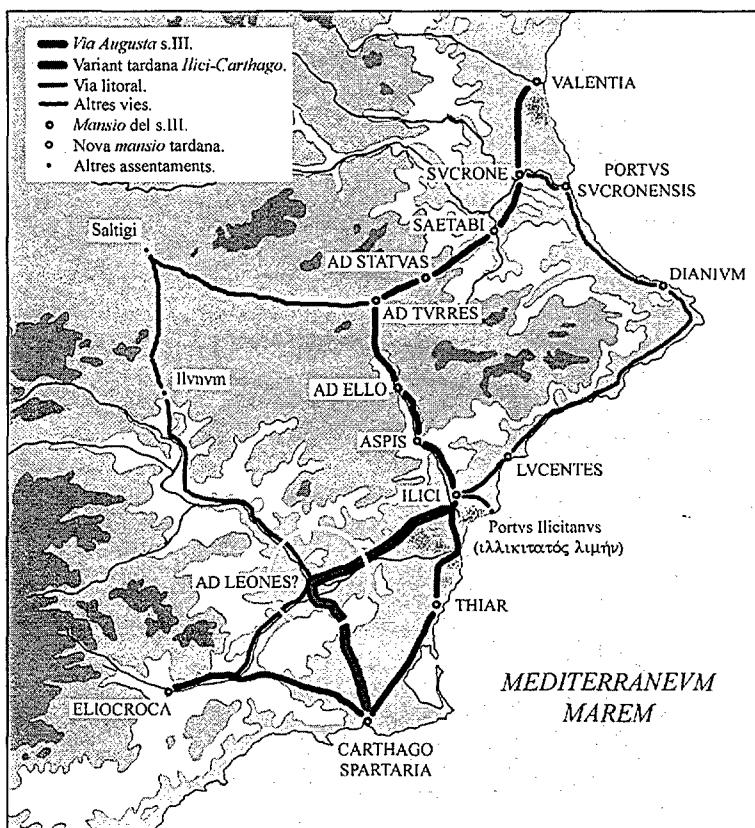 Via Augusta s.III.
Variant tardana Ilici-Carthago.
Via litoral.
Altres vies.
Mansio del s.III.
Nova mansio tardana.
Altres assentaments.
VALENTIA
SVCRONE
PORTVS
SVCRONENSIS
SAETABI
Saltigi
AD STATVAS
DIANIVM
AD TVRRES
Ilvnvm
AD ELLO
ASPIS
LVCENTES
ILICI
Portvs Ilicitanvs
(ιλλικιτατός λιμήν)
AD LEONES?
THIAR
MEDITERRANEVM
MAREM
ELIOCROCA
CARTHAGO
SPARTARIA